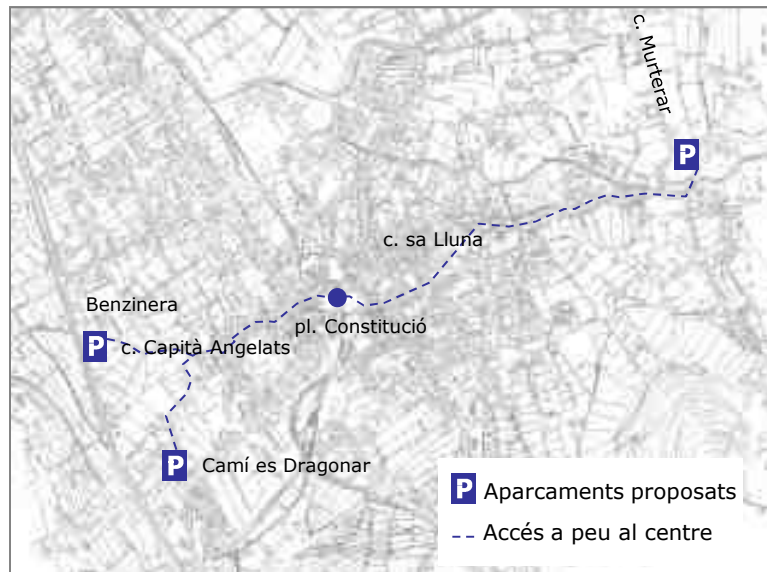 c. Murterar
P
c. sa Lluna
Benzinera
pl. Constitució
P
c. Capità Angelats
P
Camí es Dragonar
P Aparcaments proposats
Accés a peu al centre